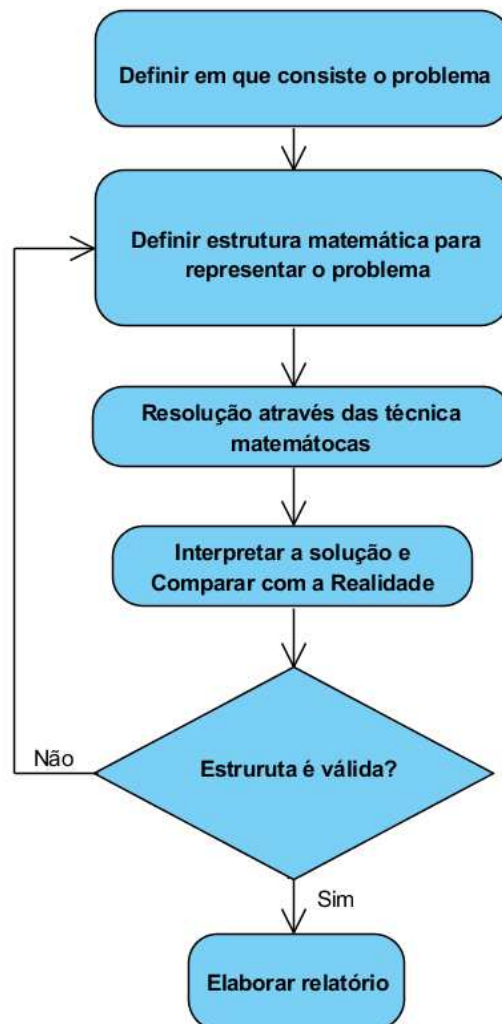 Definir em que consiste o problema
Definir estrutura matemática para
representar o problema
Resolução através das técnica
matemátocas
Interpretar a solução e
Comparar com a Realidade
Estruruta é válida?
Não
Sim
Elaborar relatório